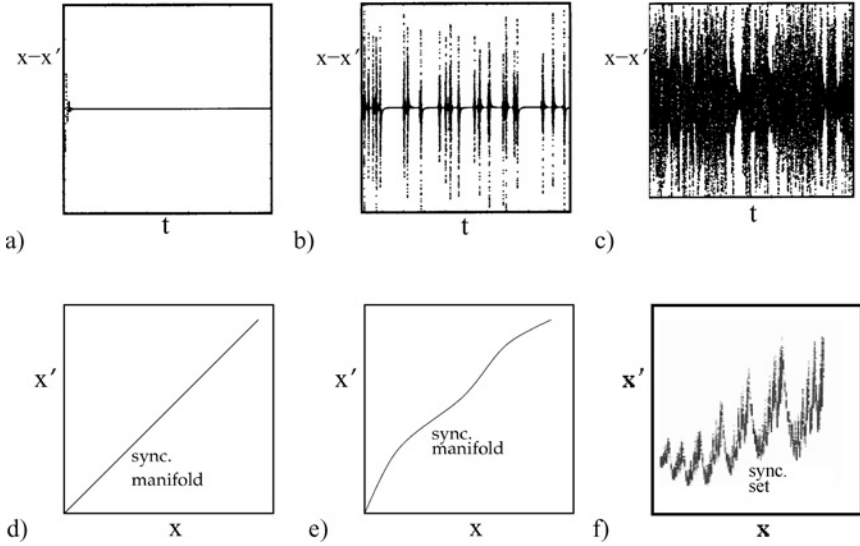 x–x′
t
a)
x–x′
t
b)
x–x′
t
c)
x′
sync.
manifold
x
d)
x′
sync.
manifold
x
e)
x′
sync.
set
x
f)